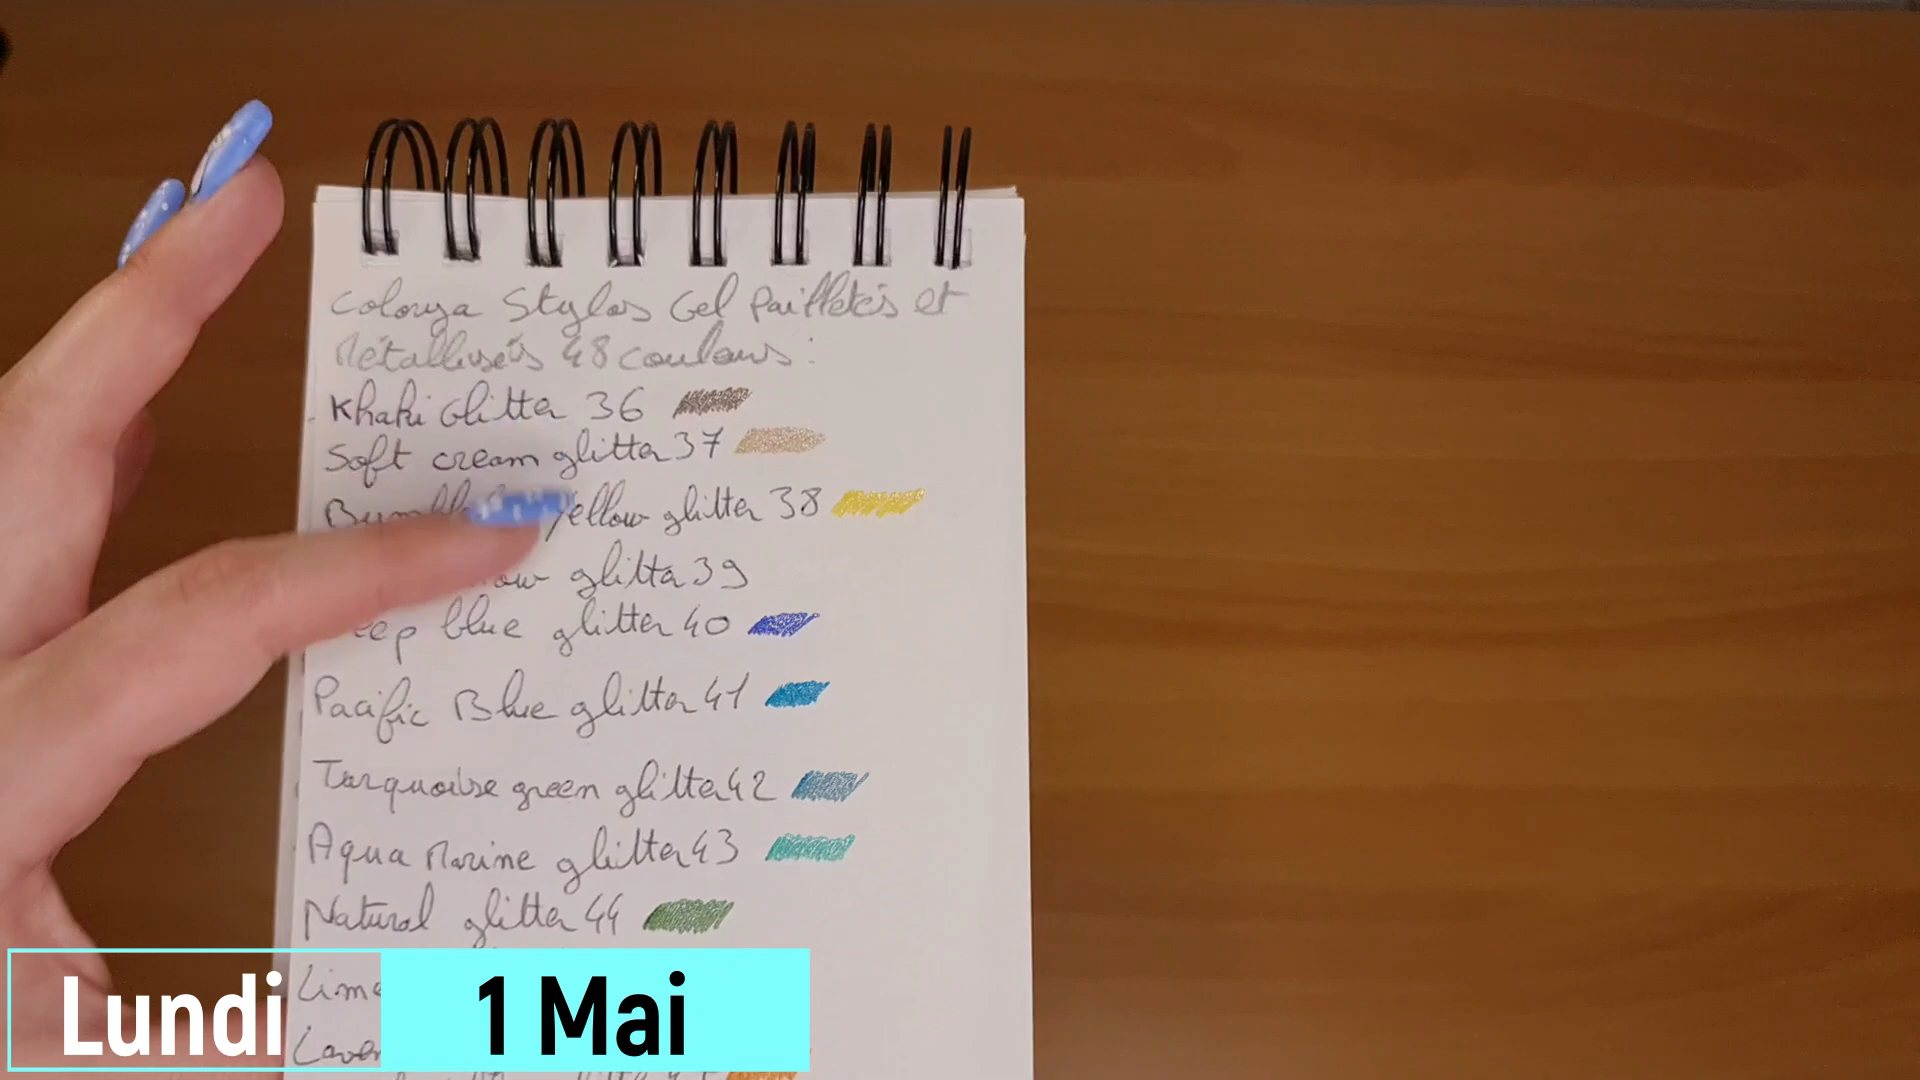 Colorya Stylos Gel Pailletés et
Métallisés 48 couleurs :
Khaki Glitter 36
Soft cream glitter 37
yellow glitter 38
glitter 39
blue glitter 40
Pacific Blue glitter 41
Turquoise green glitter 42
Aqua Marine glitter 43
Natural glitter 44
Lundi 1 Mai